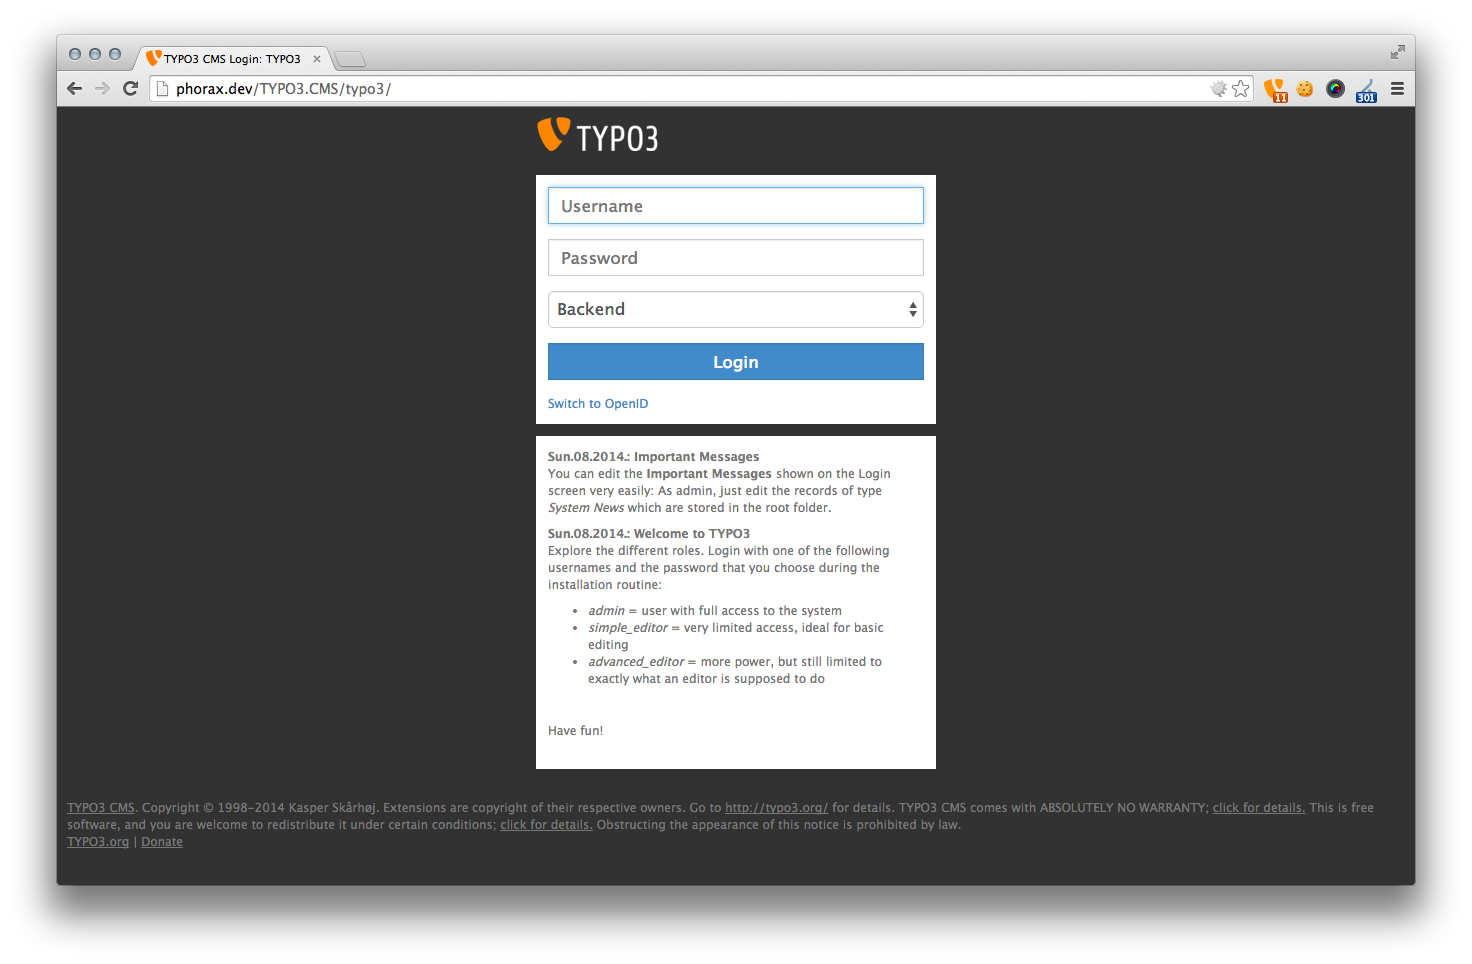 TYPO3 CMS Login: TYPO3
phorax.dev/TYPO3.CMS/typo3/
11
301
TYPO3
Username
Password
Backend
Login
Switch to OpenID
Sun.08.2014.: Important Messages
You can edit the Important Messages shown on the Login
screen very easily: As admin, just edit the records of type
System News which are stored in the root folder.
Sun.08.2014.: Welcome to TYPO3
Explore the different roles. Login with one of the following
usernames and the password that you choose during the
installation routine:
• admin = user with full access to the system
• simple_editor = very limited access, ideal for basic
editing
• advanced_editor = more power, but still limited to
exactly what an editor is supposed to do
Have fun!
TYPO3 CMS. Copyright © 1998-2014 Kasper Skårhøj. Extensions are copyright of their respective owners. Go to http://typo3.org/ for details. TYPO3 CMS comes with ABSOLUTELY NO WARRANTY; click for details. This is free
software, and you are welcome to redistribute it under certain conditions; click for details. Obstructing the appearance of this notice is prohibited by law.
TYPO3.org | Donate